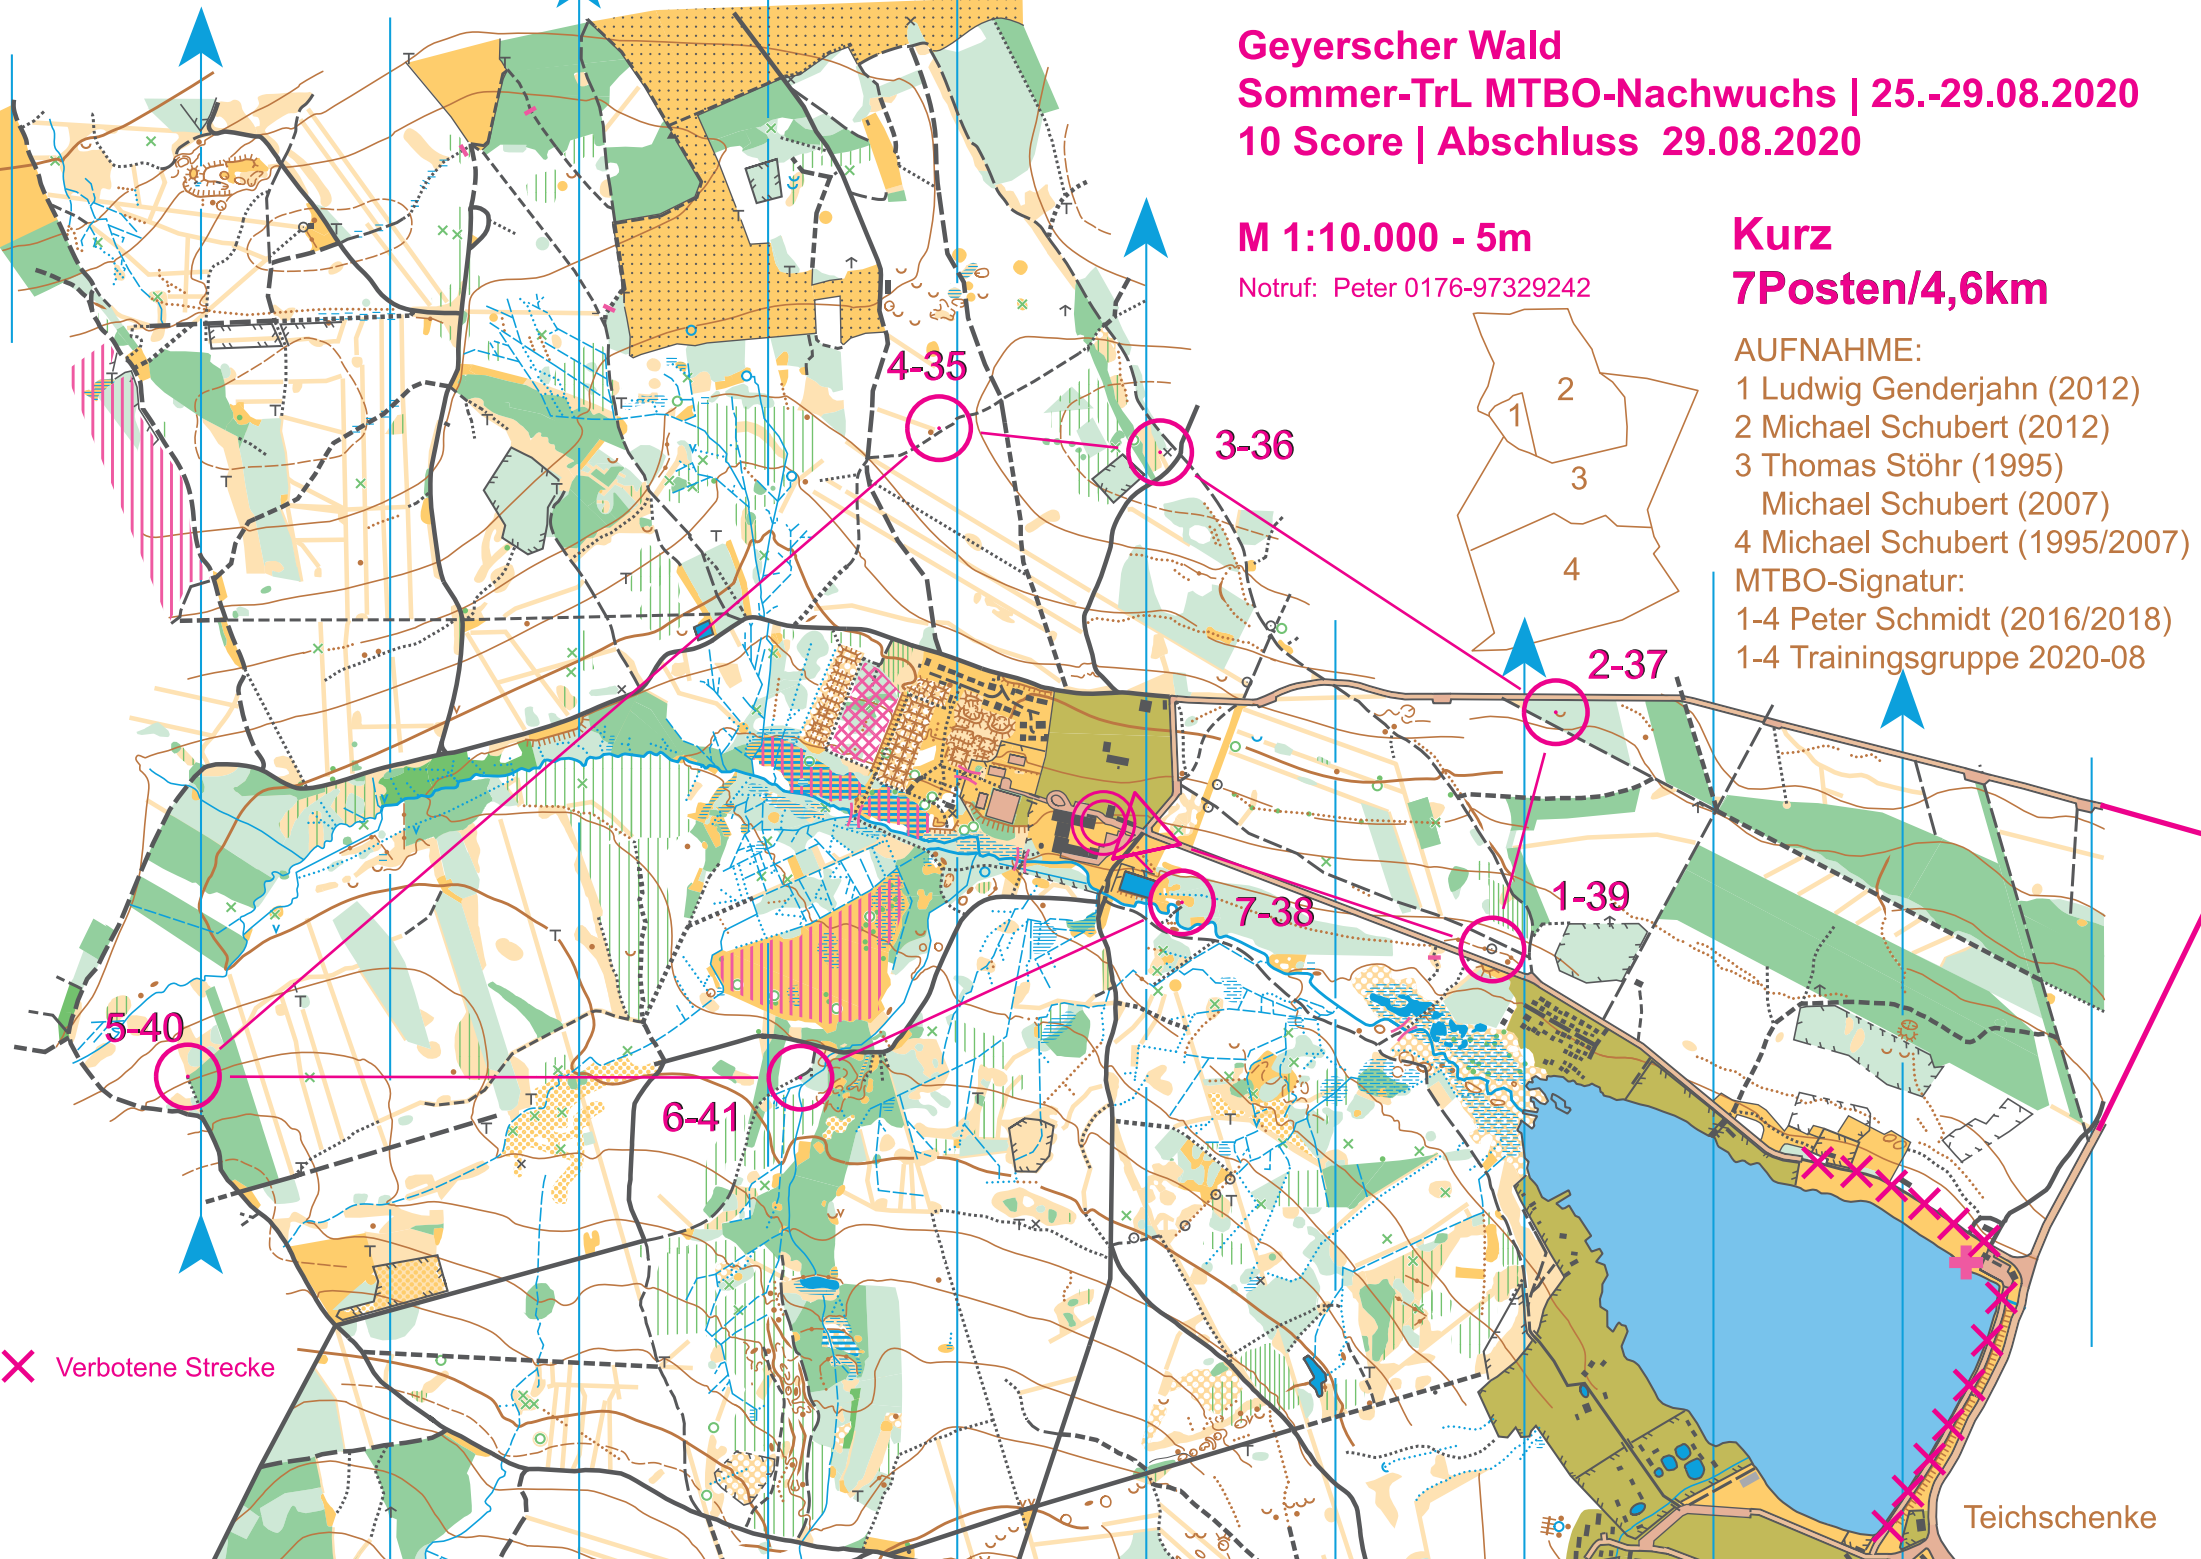 Geyerscher Wald
Sommer-TrL MTBO-Nachwuchs | 25.-29.08.2020
10 Score | Abschluss 29.08.2020
M 1:10.000 - 5m
Notruf: Peter 0176-97329242
Kurz
7Posten/4,6km
AUFNAHME:
1 Ludwig Genderjahn (2012)
2 Michael Schubert (2012)
3 Thomas Stöhr (1995)
Michael Schubert (2007)
4 Michael Schubert (1995/2007)
MTBO-Signatur:
1-4 Peter Schmidt (2016/2018)
1-4 Trainingsgruppe 2020-08
2
1
3
4
4-35
3-36
2-37
1-39
7-38
5-40
6-41
Verbotene Strecke
Teichschenke